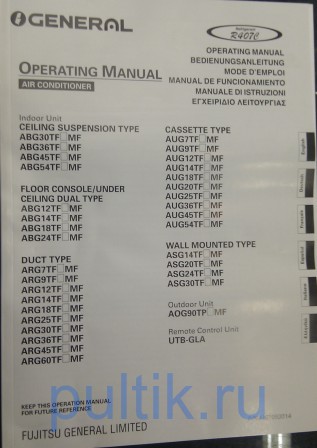 GENERAL
Refrigerant
R407C
OPERATING MANUAL
AIR CONDITIONER
OPERATING MANUAL
BEDIENUNGSANLEITUNG
MODE D'EMPLOI
MANUAL DE FUNCIONAMIENTO
MANUALE DI ISTRUZIONI
ΕΓΧΕΙΡΙΔΙΟ ΛΕΙΤΟΥΡΓΙΑΣ
Indoor Unit
CEILING SUSPENSION TYPE
ABG30TF□MF
ABG36TF□MF
ABG45TF□MF
ABG54TF□MF
FLOOR CONSOLE/UNDER
CEILING DUAL TYPE
ABG12TF□MF
ABG14TF□MF
ABG18TF□MF
ABG24TF□MF
DUCT TYPE
ARG7TF□MF
ARG9TF□MF
ARG12TF□MF
ARG14TF□MF
ARG18TF□MF
ARG25TF□MF
ARG30TF□MF
ARG36TF□MF
ARG45TF□MF
ARG60TF□MF
CASSETTE TYPE
AUG7TF□MF
AUG9TF□MF
AUG12TF□MF
AUG14TF□MF
AUG18TF□MF
AUG20TF□MF
AUG25TF□MF
AUG36TF□MF
AUG45TF□MF
AUG54TF□MF
WALL MOUNTED TYPE
ASG14TF□MF
ASG20TF□MF
ASG24TF□MF
ASG30TF□MF
Outdoor Unit
AOG90TP□MF
Remote Control Unit
UTB-GLA
English
Deutsch
Français
Español
Italiano
Ελληνικά
KEEP THIS OPERATION MANUAL
FOR FUTURE REFERENCE
pultik.ru
FUJITSU GENERAL LIMITED